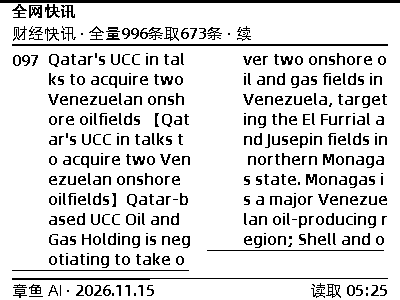 全网快讯
财经快讯 · 全量996条取673条 · 续
097 Qatar's UCC in tal
ks to acquire two
Venezuelan onsh
ore oilfields【Qat
ar's UCC in talks t
o acquire two Ven
ezuelan onshore
oilfields】Qatar-b
ased UCC Oil and
Gas Holding is neg
otiating to take o
ver two onshore o
il and gas fields in
Venezuela, target
ing the El Furrial a
nd Jusepin fields in
northern Monaga
s state. Monagas i
s a major Venezue
lan oil-producing r
egion; Shell and o
章鱼 AI · 2026.11.15
读取 05:25